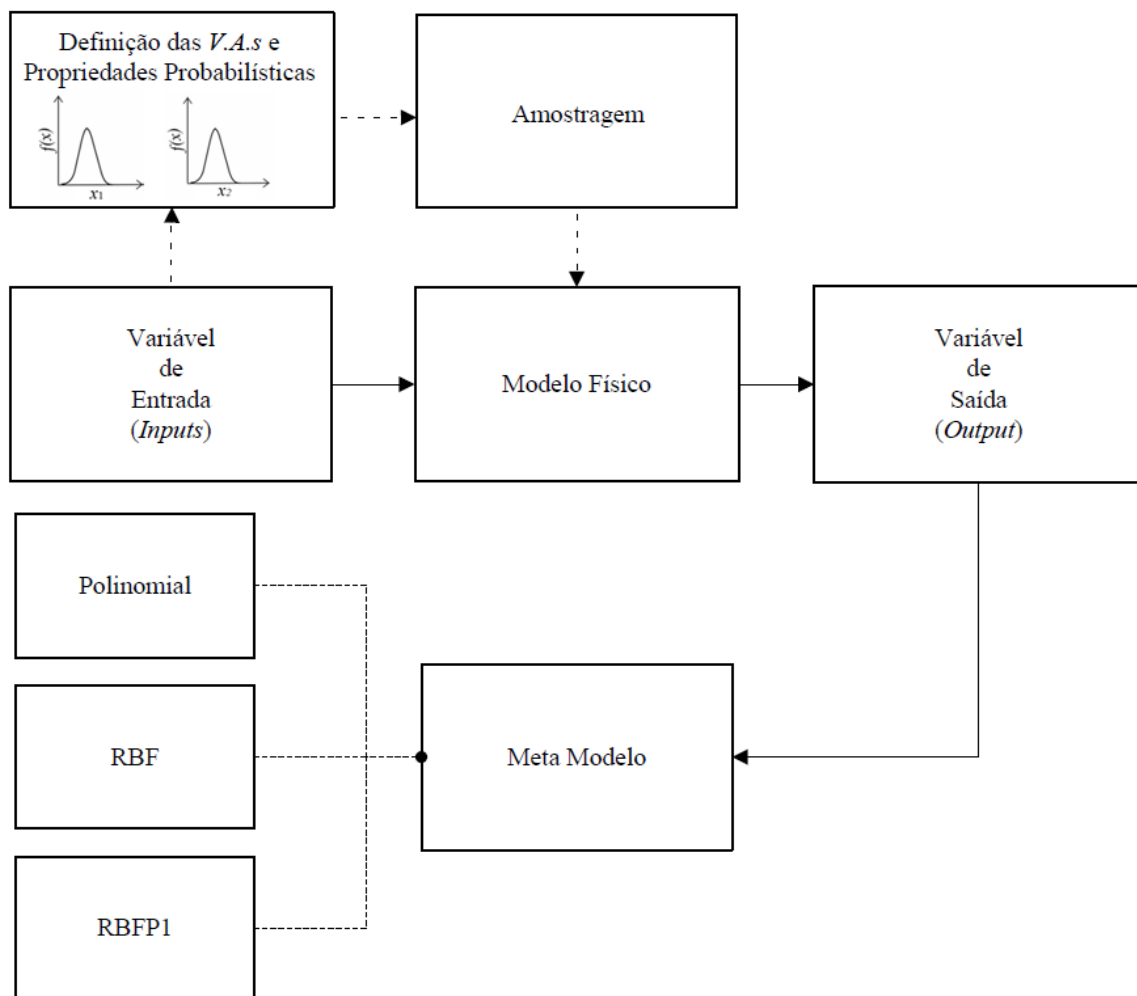 Definição das V.A.s e
Propriedades Probabilísticas
f(x)
x1
f(x)
x2
Amostragem
Variável
de
Entrada
(Inputs)
Modelo Físico
Variável
de
Saída
(Output)
Polinomial
RBF
Meta Modelo
RBFP1